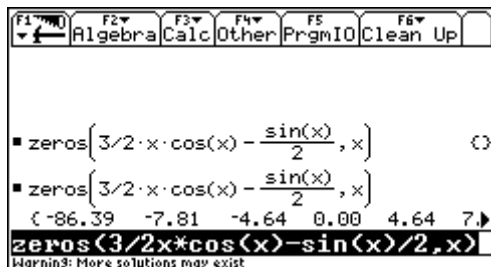 F1 F2 F3 F4 F5 F6
Algebra Calc Other PrgmIO Clean Up
▪ zeros(3/2·x·cos(x) − sin(x)/2, x) {}
▪ zeros(3/2·x·cos(x) − sin(x)/2, x)
{-86.39 -7.81 -4.64 0.00 4.64 7.▶
zeros(3/2x*cos(x)-sin(x)/2,x)
Warning: More solutions may exist